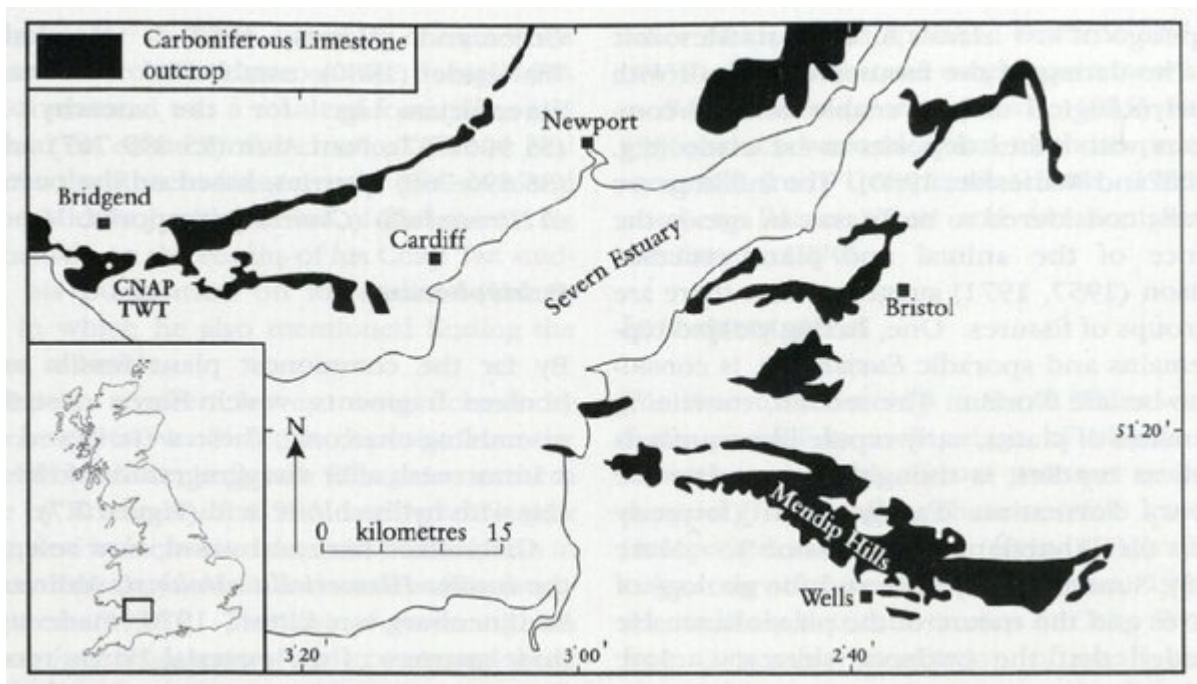 Carboniferous Limestone
outcrop
Newport
Bridgend
Cardiff
CNAP
TWT
Severn Estuary
Bristol
51°20'
N
0 kilometres 15
Mendip Hills
Wells
3°20'
3°00
2°40'